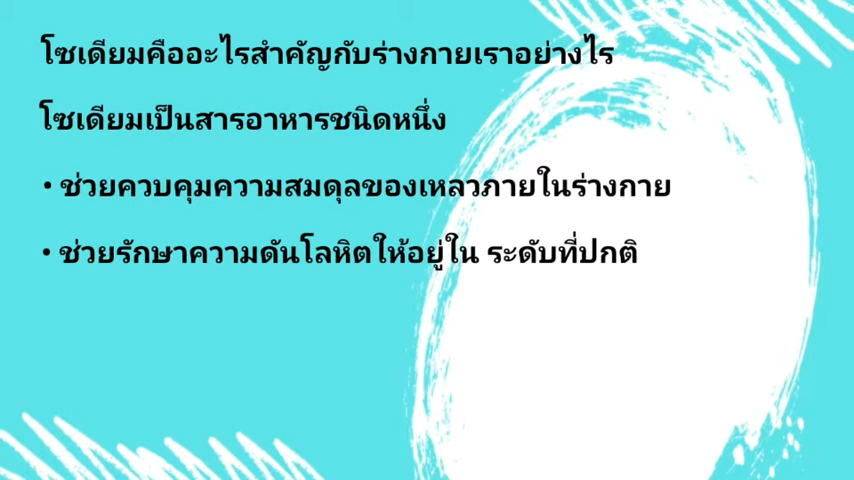 โซเดียมคืออะไรสำคัญกับร่างกายเราอย่างไร
โซเดียมเป็นสารอาหารชนิดหนึ่ง
• ช่วยควบคุมความสมดุลของเหลวภายในร่างกาย
• ช่วยรักษาความดันโลหิตให้อยู่ใน ระดับที่ปกติ